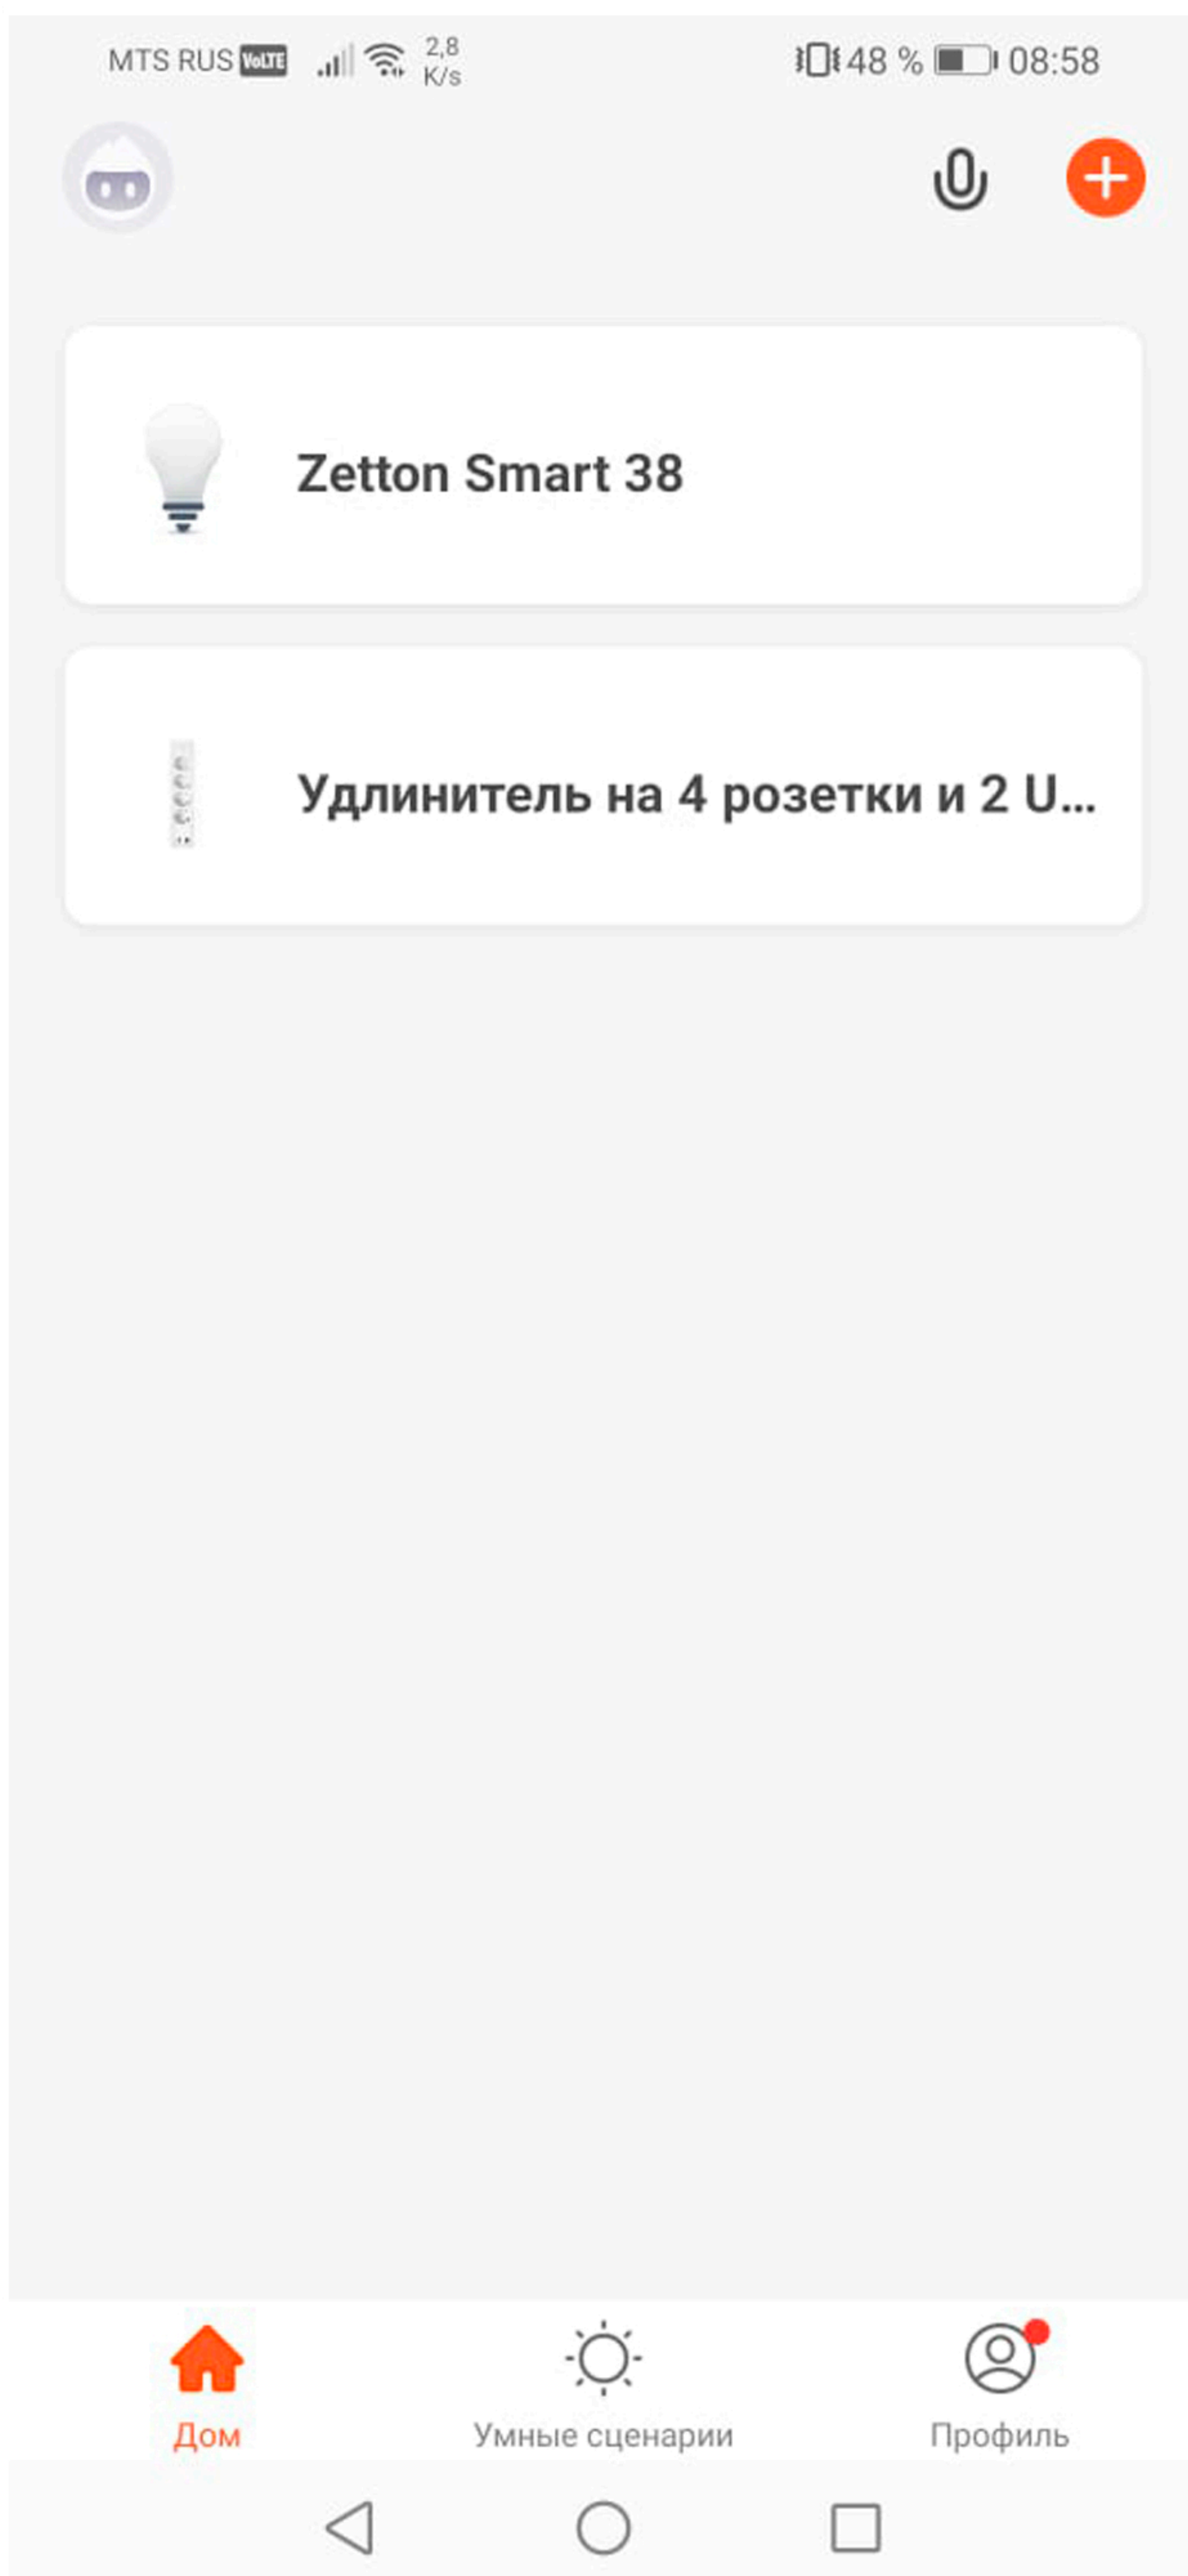 MTS RUS VoLTE 2,8 K/s 48 % 08:58
Zetton Smart 38
Удлинитель на 4 розетки и 2 U...
Дом Умные сценарии Профиль